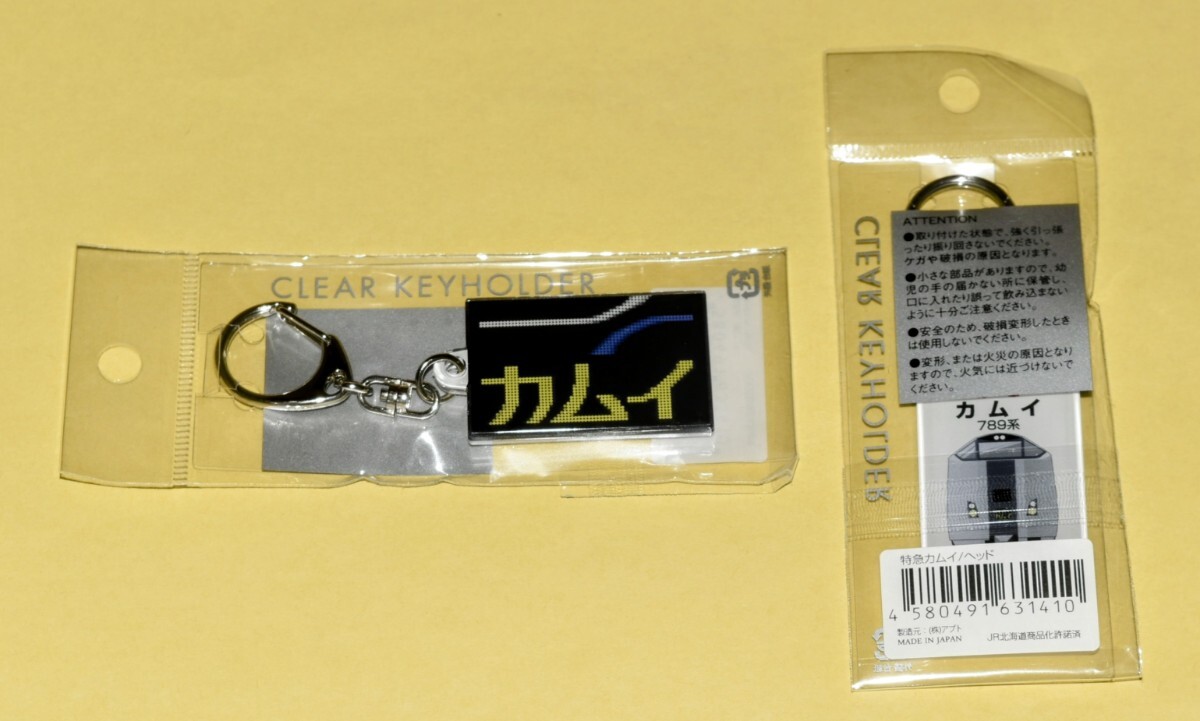 CLEAR KEYHOLDER
カムイ
CLEAR KEYHOLDER
ATTENTION
●取り付けた状態で、強く引っ張
ったり振り回さないでください。
ケガや破損の原因となります。
●小さな部品がありますので、幼
児の手の届かない所に保管し、
口に入れたり誤って飲み込まない
ように十分ご注意ください。
●安全のため、破損変形したとき
は使用しないでください。
●変形、または火災の原因となり
ますので、火気には近づけないで
ください。
カムイ
789系
特急カムイ/ヘッド
4 580491 631410
製造元:(株)アプト
MADE IN JAPAN
JR北海道商品化許諾済